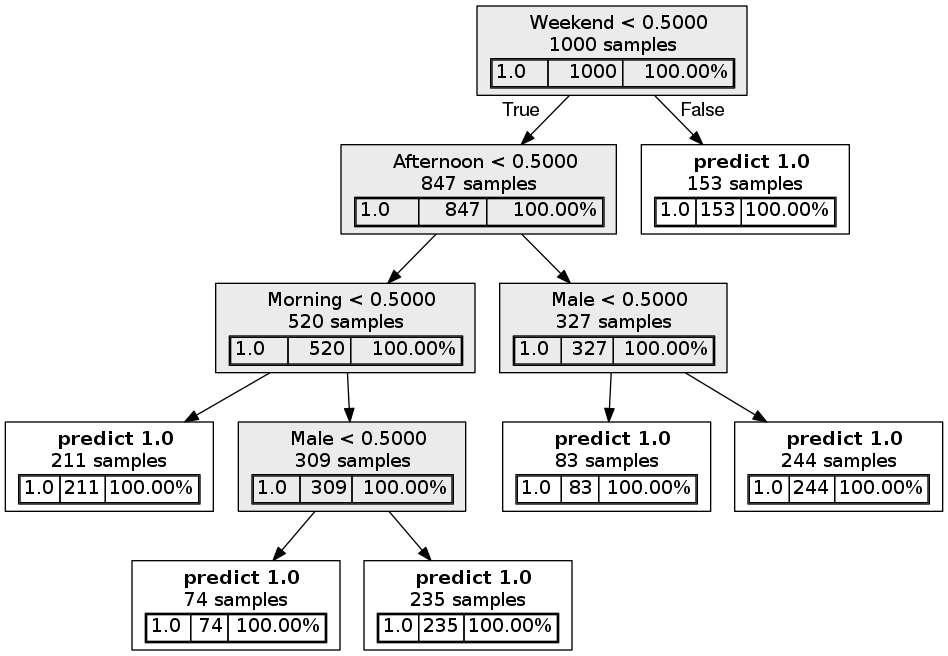 Weekend < 0.5000
1000 samples
1.0 1000 100.00%
True False
Afternoon < 0.5000
847 samples
1.0 847 100.00%
predict 1.0
153 samples
1.0 153 100.00%
Morning < 0.5000
520 samples
1.0 520 100.00%
Male < 0.5000
327 samples
1.0 327 100.00%
predict 1.0
211 samples
1.0 211 100.00%
Male < 0.5000
309 samples
1.0 309 100.00%
predict 1.0
83 samples
1.0 83 100.00%
predict 1.0
244 samples
1.0 244 100.00%
predict 1.0
74 samples
1.0 74 100.00%
predict 1.0
235 samples
1.0 235 100.00%